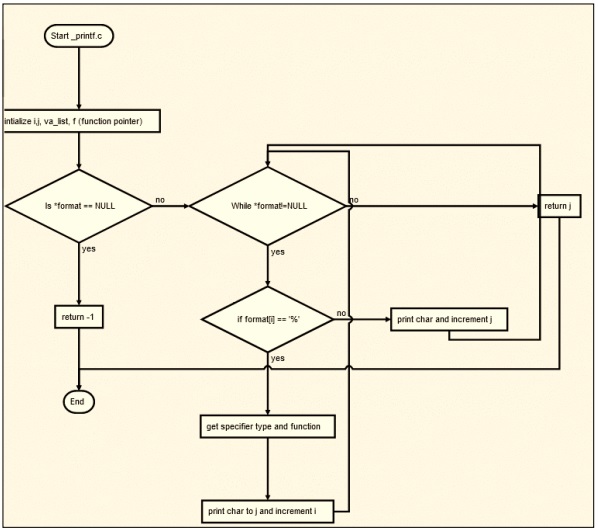 Start _printf.c
intialize i,j, va_list, f (function pointer)
Is *format == NULL
no
While *format!=NULL
no
return j
yes
yes
return -1
if format[i] == '%'
no
print char and increment j
yes
End
get specifier type and function
print char to j and increment i